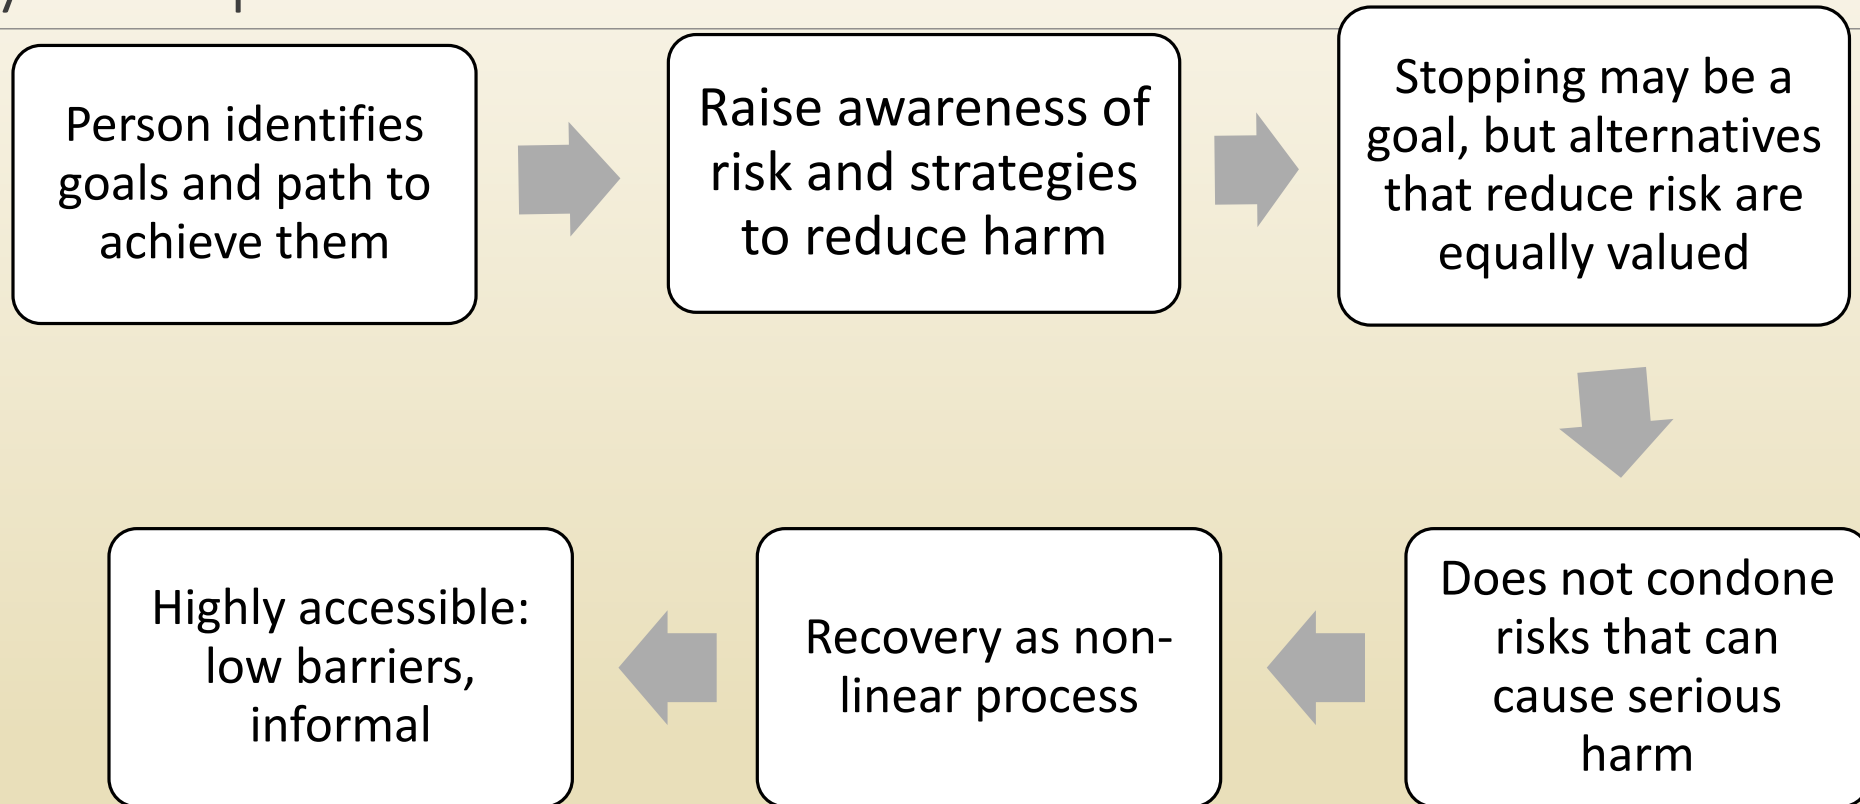 Person identifies
goals and path to
achieve them
Raise awareness of
risk and strategies
to reduce harm
Stopping may be a
goal, but alternatives
that reduce risk are
equally valued
Does not condone
risks that can
cause serious
harm
Recovery as non-
linear process
Highly accessible:
low barriers,
informal